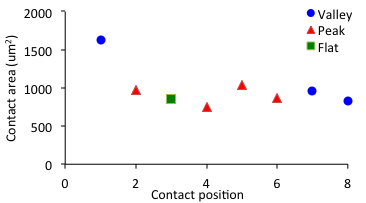 2000
1500
1000
500
0
Contact area (um²)
0 2 4 6 8
Contact position
Valley
Peak
Flat